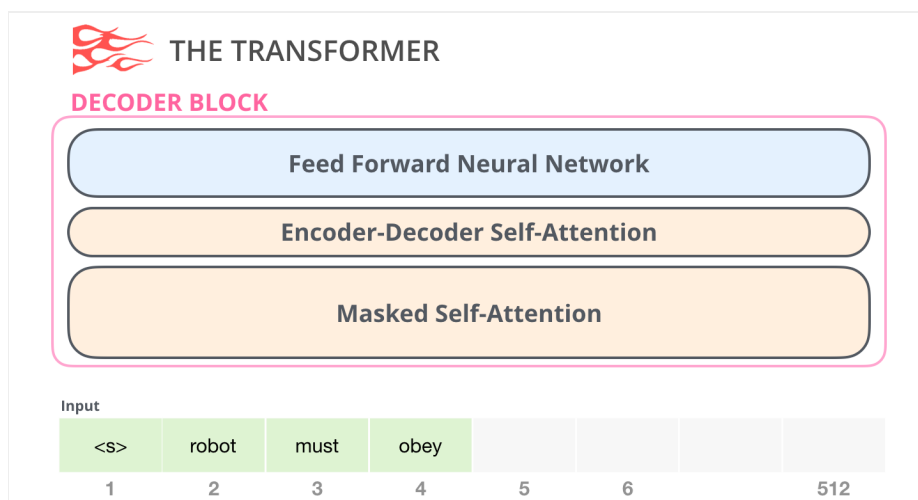 THE TRANSFORMER
DECODER BLOCK
Feed Forward Neural Network
Encoder-Decoder Self-Attention
Masked Self-Attention
Input
<s> robot must obey
1 2 3 4 5 6 512